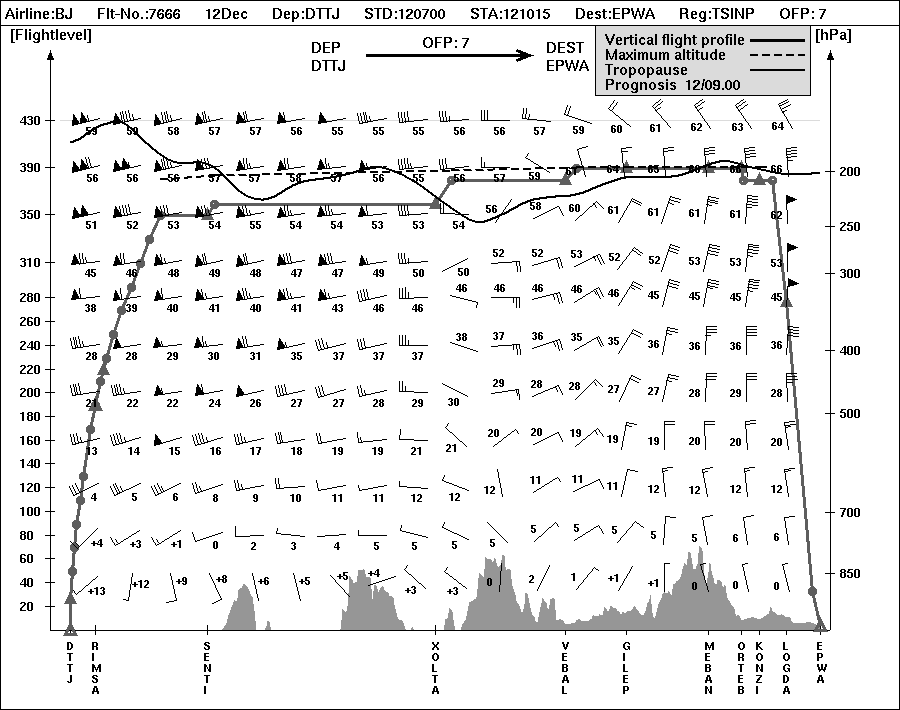 Airline:BJ Flt-No.:7666 12Dec Dep:DTTJ STD:120700 STA:121015 Dest:EPWA Reg:TSINP OFP: 7
[Flightlevel] [hPa]
DEP OFP: 7 DEST
DTTJ EPWA
Vertical flight profile
Maximum altitude
Tropopause
Prognosis 12/09.00
430 59 59 58 57 57 56 55 55 55 56 56 57 59 60 61 62 63 64
390 56 56 56 57 57 58 57 56 55 56 57 59 61 64 65 66 66 66 200
350 51 52 53 54 55 54 54 53 53 54 56 58 60 61 61 61 61 62 250
310 45 46 48 49 48 47 47 49 50 50 52 52 53 52 52 53 53 53 300
280 38 39 40 41 40 41 43 46 46 46 46 46 46 46 45 45 45 45
260
240 28 28 29 30 31 35 37 37 37 38 37 36 35 35 36 36 36 36 400
220
200 21 22 22 24 26 27 27 28 29 30 29 28 28 27 27 28 29 28
180 500
160 13 14 15 16 17 18 19 19 21 21 20 20 19 19 19 20 20 20
140
120 4 5 6 8 9 10 11 11 12 12 12 11 11 11 12 12 12 12
100 700
80 +4 +3 +1 0 2 3 4 5 5 5 5 5 5 5 5 5 6 6
60
40 +13 +12 +9 +8 +6 +5 +5 +4 +3 +3 0 2 1 +1 +1 0 0 0 850
20
DTTJ RIMSA SENTI XOLTA VEBAL GILEP MEBAN ORTEB KONZI LOGDA EPWA